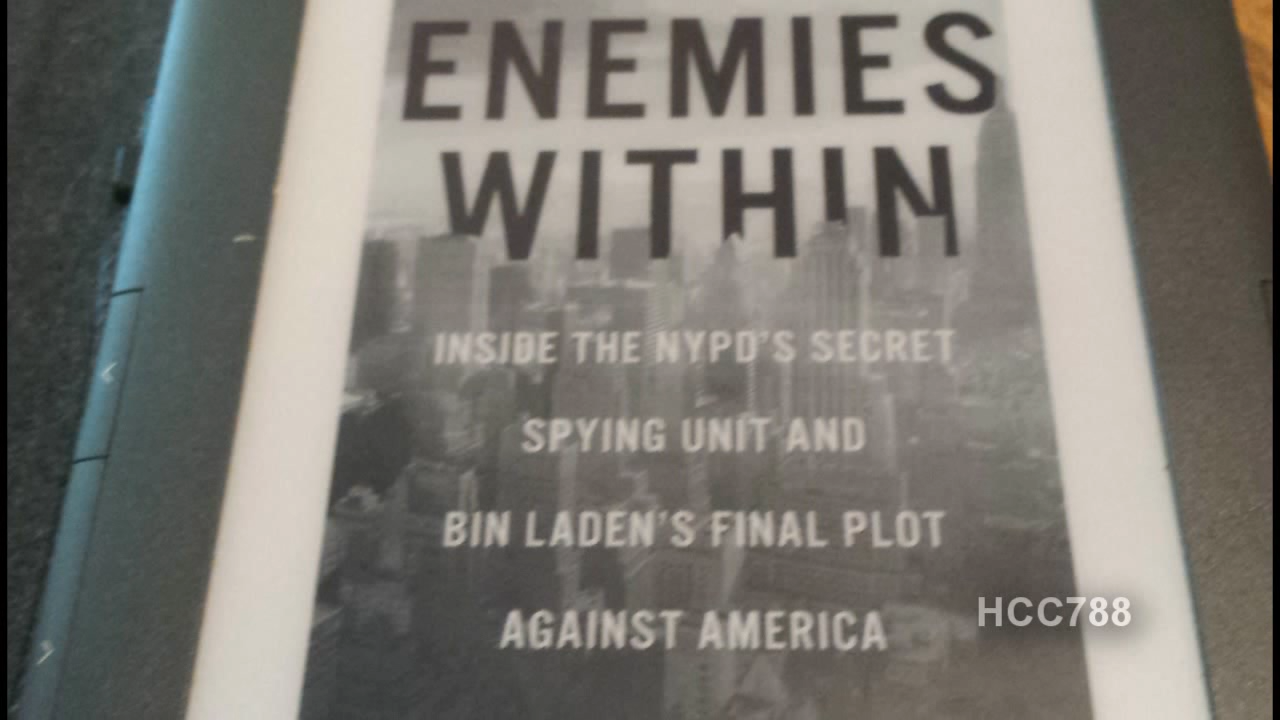 ENEMIES
WITHIN
INSIDE THE NYPD'S SECRET
SPYING UNIT AND
BIN LADEN'S FINAL PLOT
AGAINST AMERICA
HCC788